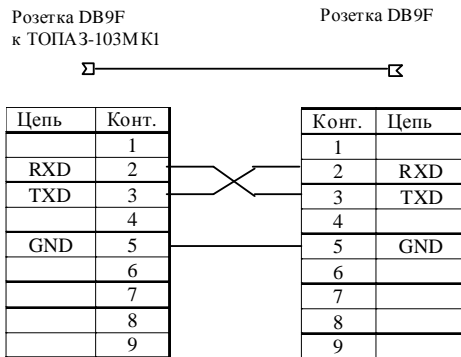 Розетка DB9F
к ТОПАЗ-103МК1
Розетка DB9F
Цепь Конт.
1
RXD 2
TXD 3
4
GND 5
6
7
8
9
Конт. Цепь
1
2 RXD
3 TXD
4
5 GND
6
7
8
9